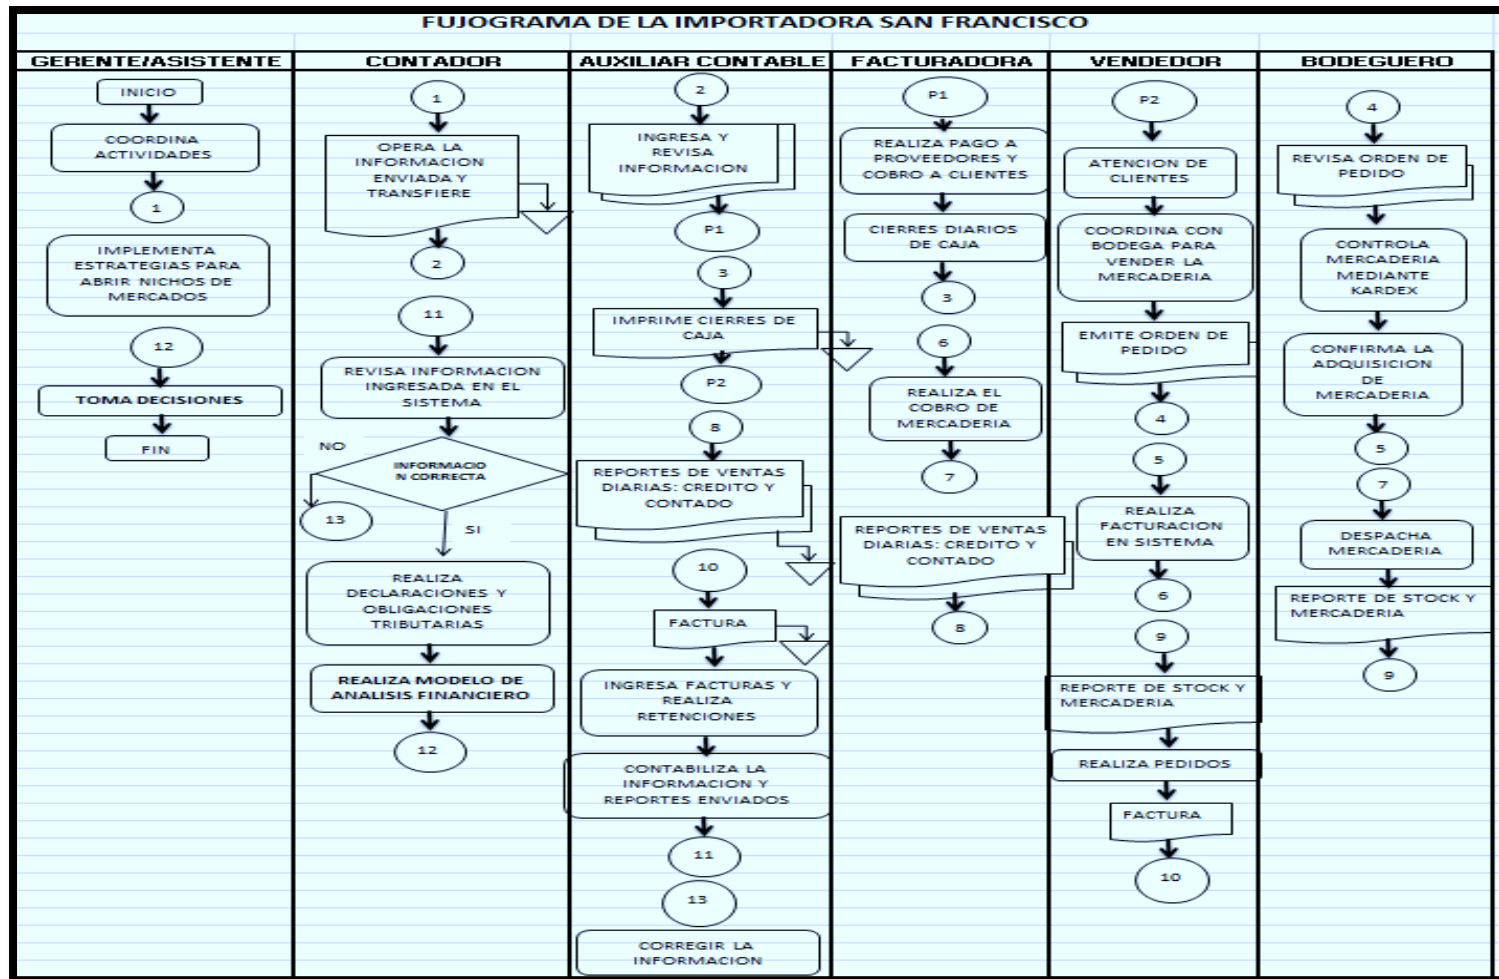 FUJOGRAMA DE LA IMPORTADORA SAN FRANCISCO
GERENTE/ASISTENTE
INICIO
COORDINA
ACTIVIDADES
1
IMPLEMENTA
ESTRATEGIAS PARA
ABRIR NICHOS DE
MERCADOS
12
TOMA DECISIONES
FIN
CONTADOR
1
OPERA LA
INFORMACION
ENVIADA Y
TRANSFIERE
2
11
REVISA INFORMACION
INGRESADA EN EL
SISTEMA
NO
INFORMACIO
N CORRECTA
13
SI
REALIZA
DECLARACIONES Y
OBLIGACIONES
TRIBUTARIAS
REALIZA MODELO DE
ANALISIS FINANCIERO
12
AUXILIAR CONTABLE
2
INGRESA Y
REVISA
INFORMACION
P1
3
IMPRIME CIERRES DE
CAJA
P2
8
REPORTES DE VENTAS
DIARIAS: CREDITO Y
CONTADO
10
FACTURA
INGRESA FACTURAS Y
REALIZA
RETENCIONES
CONTABILIZA LA
INFORMACION Y
REPORTES ENVIADOS
11
13
CORREGIR LA
INFORMACION
FACTURADORA
P1
REALIZA PAGO A
PROVEEDORES Y
COBRO A CLIENTES
CIERRES DIARIOS
DE CAJA
3
6
REALIZA EL
COBRO DE
MERCADERIA
7
REPORTES DE VENTAS
DIARIAS: CREDITO Y
CONTADO
8
VENDEDOR
P2
ATENCION DE
CLIENTES
COORDINA CON
BODEGA PARA
VENDER LA
MERCADERIA
EMITE ORDEN DE
PEDIDO
4
5
REALIZA
FACTURACION
EN SISTEMA
6
9
REPORTE DE STOCK Y
MERCADERIA
REALIZA PEDIDOS
FACTURA
10
BODEGUERO
4
REVISA ORDEN DE
PEDIDO
CONTROLA
MERCADERIA
MEDIANTE
KARDEX
CONFIRMA LA
ADQUISICION
DE
MERCADERIA
5
7
DESPACHA
MERCADERIA
REPORTE DE STOCK Y
MERCADERIA
9